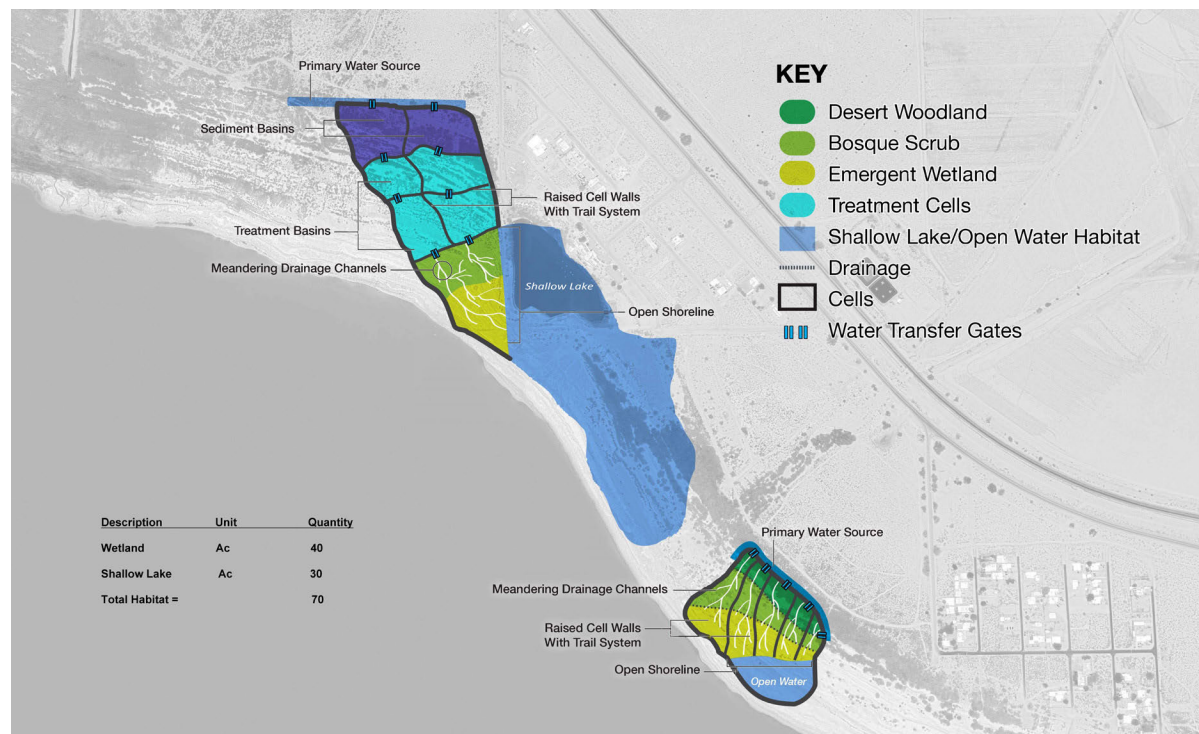 Primary Water Source
Sediment Basins
Raised Cell Walls
With Trail System
Treatment Basins
Meandering Drainage Channels
Shallow Lake
Open Shoreline
KEY
Desert Woodland
Bosque Scrub
Emergent Wetland
Treatment Cells
Shallow Lake/Open Water Habitat
Drainage
Cells
Water Transfer Gates
Description Unit Quantity
Wetland Ac 40
Shallow Lake Ac 30
Total Habitat = 70
Primary Water Source
Meandering Drainage Channels
Raised Cell Walls
With Trail System
Open Shoreline
Open Water